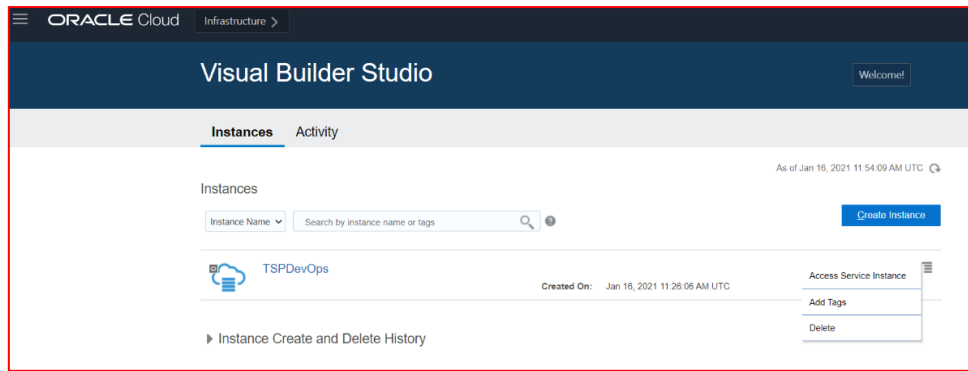 ORACLE Cloud Infrastructure >
Visual Builder Studio
Welcome!
Instances Activity
As of Jan 16, 2021 11:54:09 AM UTC
Instances
Instance Name Search by instance name or tags ?
Create Instance
TSPDevOps
Created On: Jan 16, 2021 11:26:06 AM UTC
Access Service Instance
Add Tags
Delete
Instance Create and Delete History